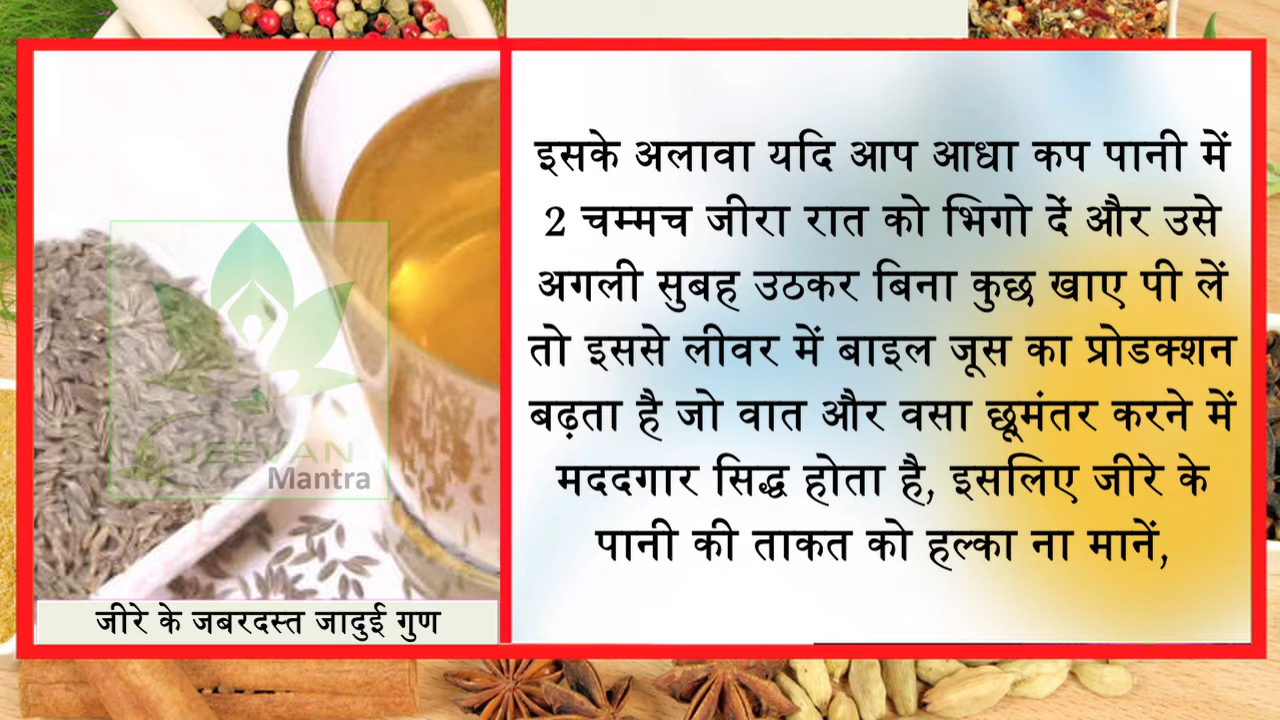 इसके अलावा यदि आप आधा कप पानी में
2 चम्मच जीरा रात को भिगो दें और उसे
अगली सुबह उठकर बिना कुछ खाए पी लें
तो इससे लीवर में बाइल जूस का प्रोडक्शन
बढ़ता है जो वात और वसा छूमंतर करने में
मददगार सिद्ध होता है, इसलिए जीरे के
पानी की ताकत को हल्का ना मानें,
JEEVAN
Mantra
जीरे के जबरदस्त जादुई गुण